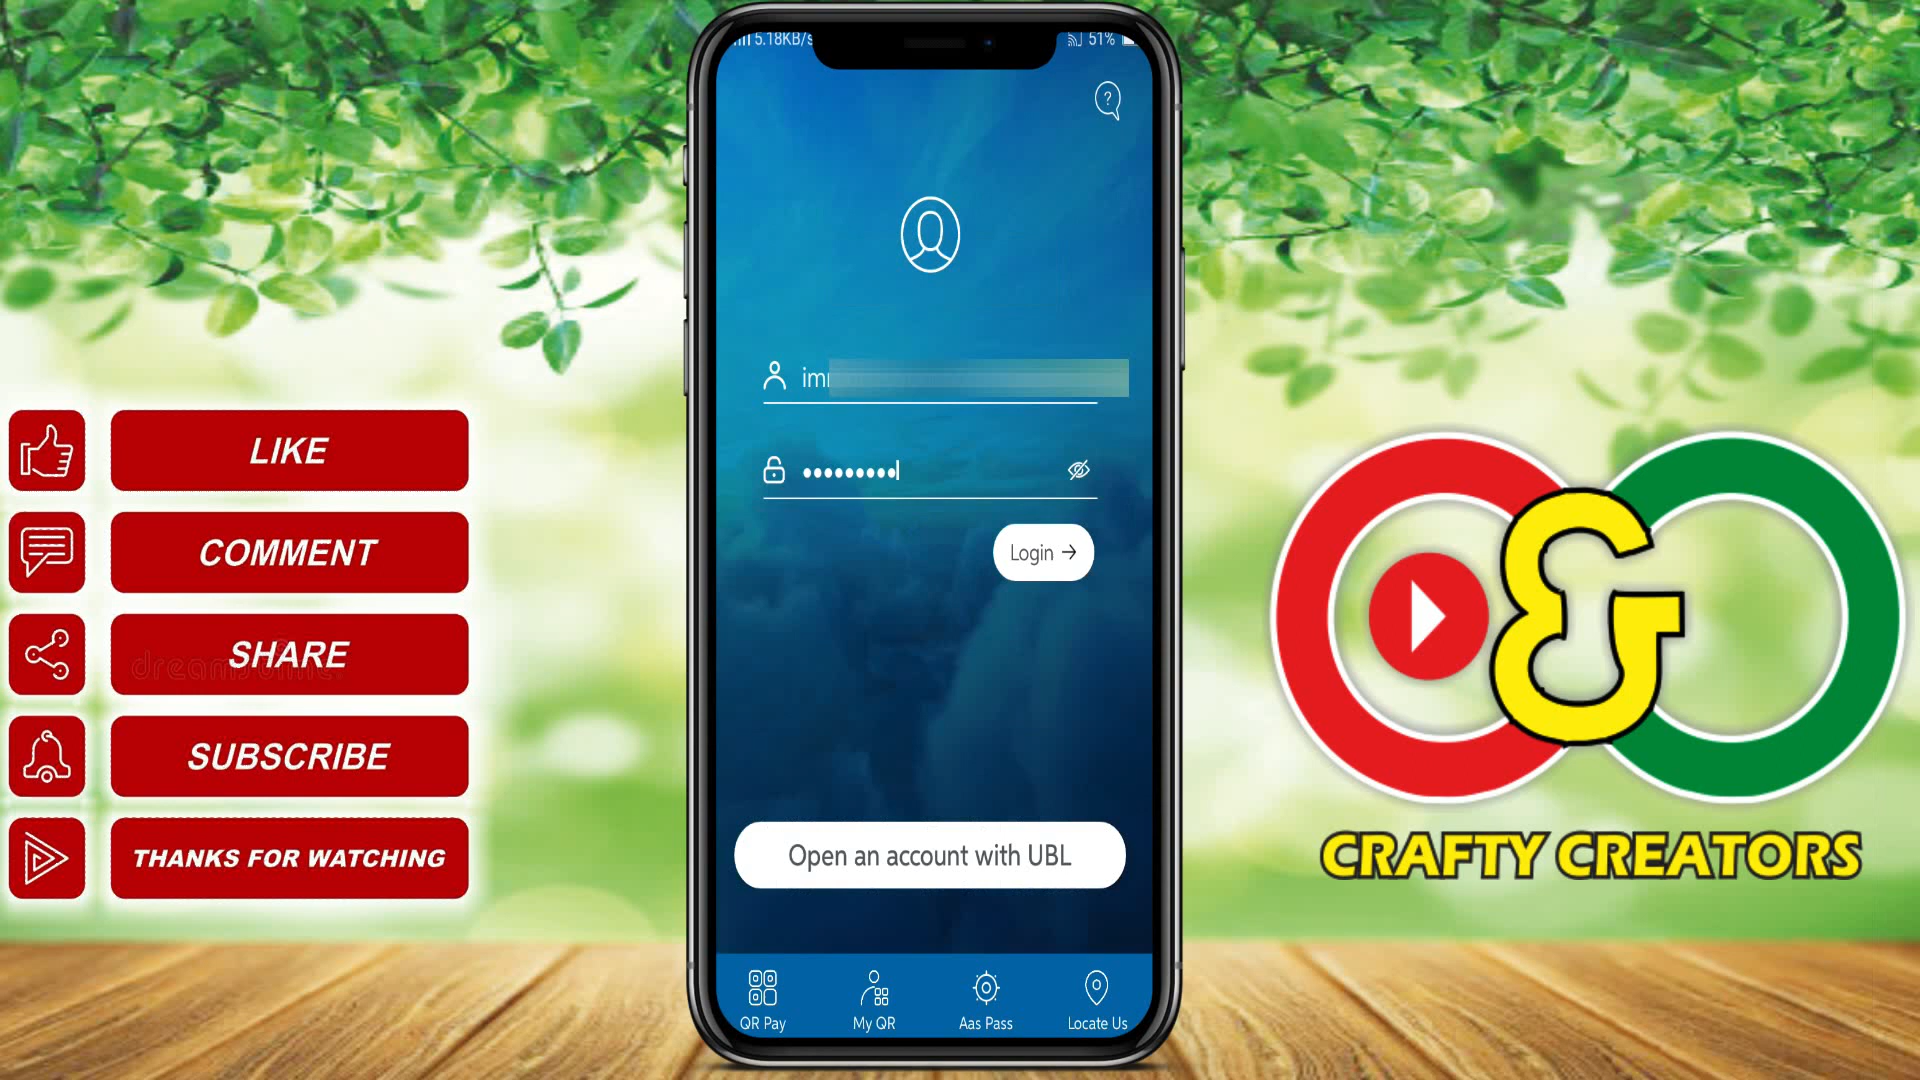 LIKE
COMMENT
SHARE
SUBSCRIBE
THANKS FOR WATCHING
5.18KB/s
51%
?
Login →
Open an account with UBL
QR Pay
My QR
Aas Pass
Locate Us
&
CRAFTY CREATORS